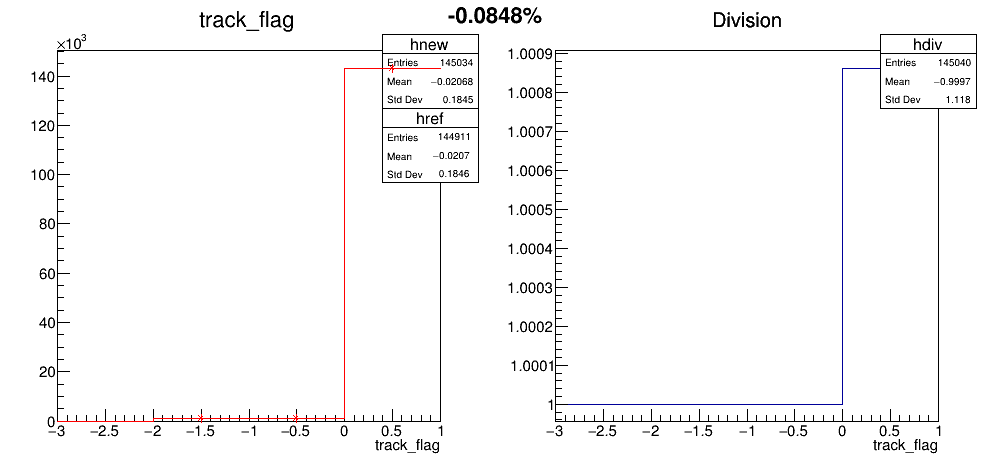 -0.0848%
track_flag
×10³
hnew
Entries 145034
Mean −0.02068
Std Dev 0.1845
href
Entries 144911
Mean −0.0207
Std Dev 0.1846
140
120
100
80
60
40
20
0
−3 −2.5 −2 −1.5 −1 −0.5 0 0.5 1
track_flag
Division
hdiv
Entries 145040
Mean −0.9997
Std Dev 1.118
1.0009
1.0008
1.0007
1.0006
1.0005
1.0004
1.0003
1.0002
1.0001
1
−3 −2.5 −2 −1.5 −1 −0.5 0 0.5 1
track_flag